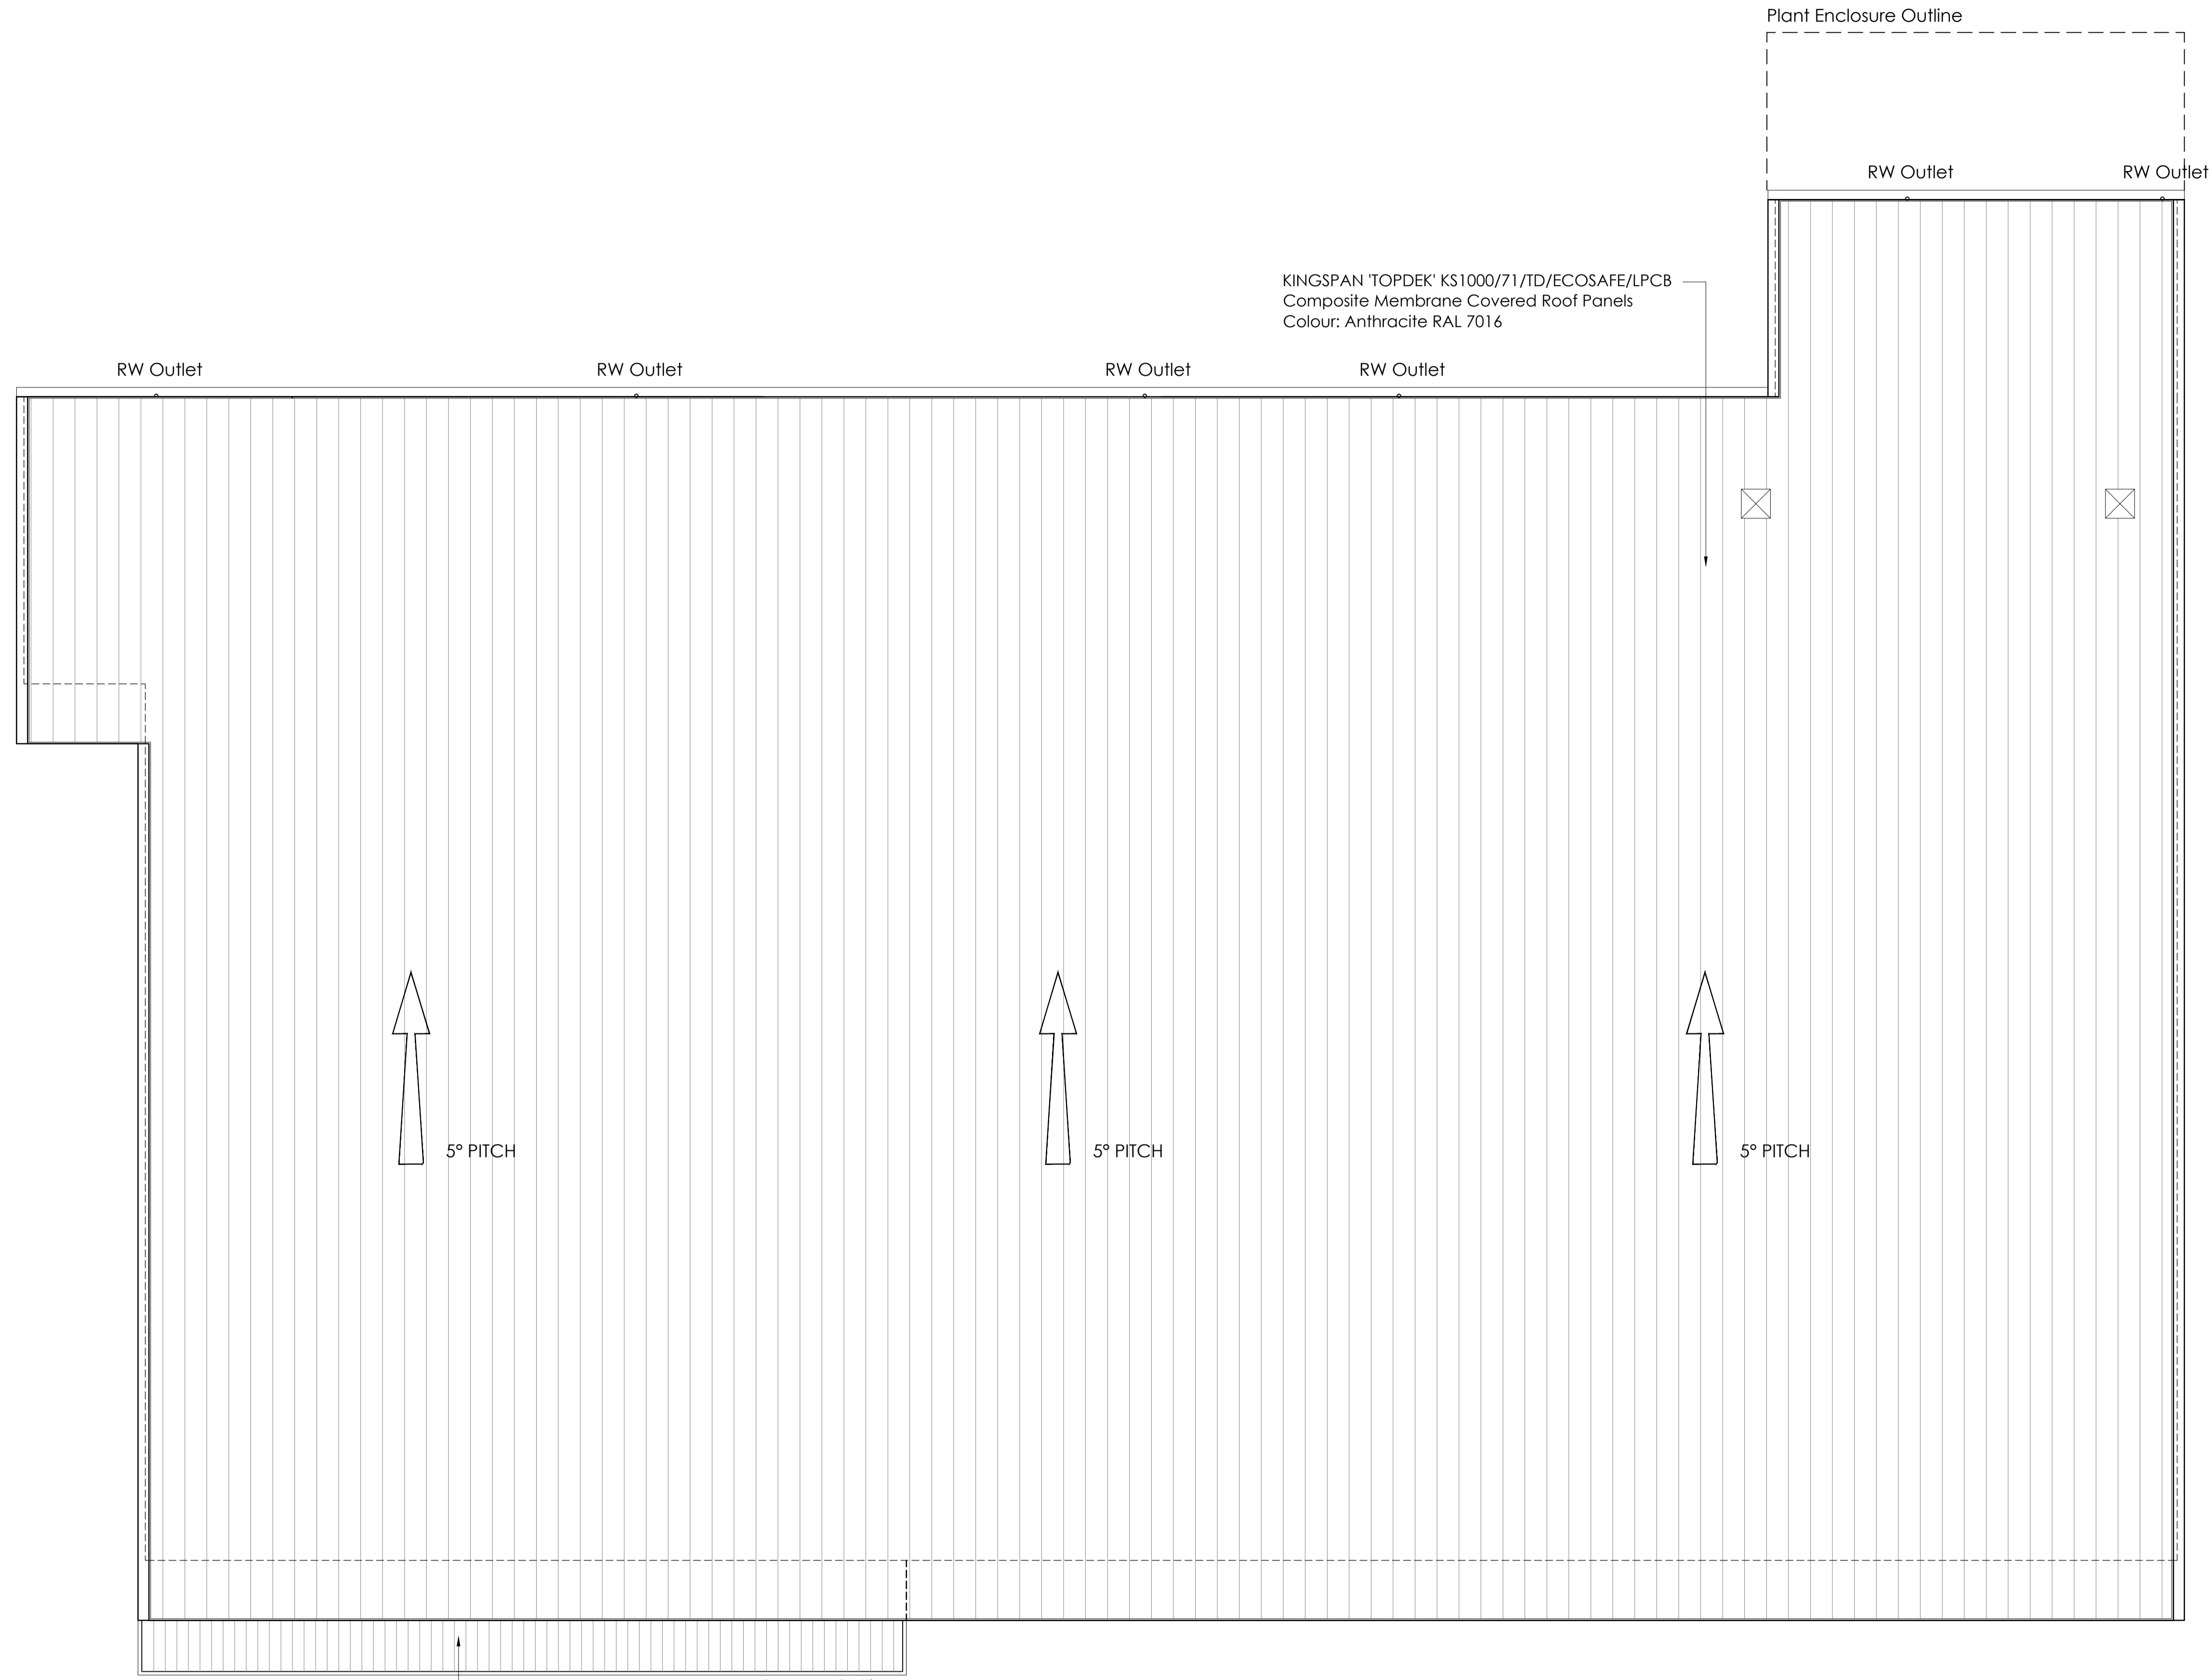 Plant Enclosure Outline
RW Outlet
RW Outlet
KINGSPAN 'TOPDEK' KS1000/71/TD/ECOSAFE/LPCB
Composite Membrane Covered Roof Panels
Colour: Anthracite RAL 7016
RW Outlet
RW Outlet
RW Outlet
RW Outlet
5° PITCH
5° PITCH
5° PITCH